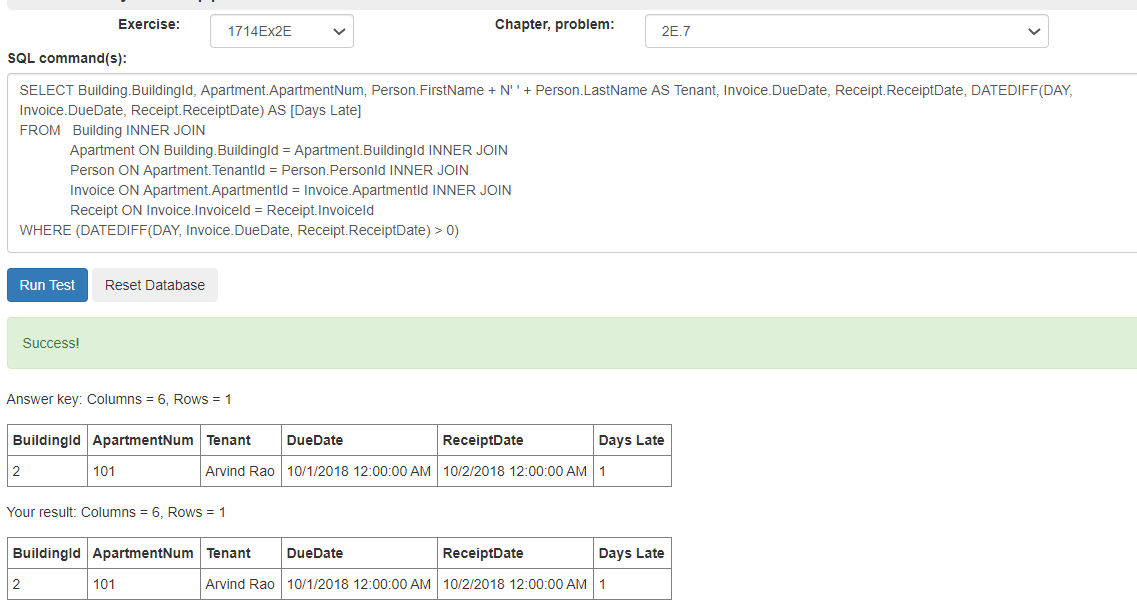 Exercise: 1714Ex2E Chapter, problem: 2E.7
SQL command(s):
SELECT Building.BuildingId, Apartment.ApartmentNum, Person.FirstName + N' ' + Person.LastName AS Tenant, Invoice.DueDate, Receipt.ReceiptDate, DATEDIFF(DAY,
Invoice.DueDate, Receipt.ReceiptDate) AS [Days Late]
FROM   Building INNER JOIN
Apartment ON Building.BuildingId = Apartment.BuildingId INNER JOIN
Person ON Apartment.TenantId = Person.PersonId INNER JOIN
Invoice ON Apartment.ApartmentId = Invoice.ApartmentId INNER JOIN
Receipt ON Invoice.InvoiceId = Receipt.InvoiceId
WHERE (DATEDIFF(DAY, Invoice.DueDate, Receipt.ReceiptDate) > 0)
Run Test Reset Database
Success!
Answer key: Columns = 6, Rows = 1
BuildingId ApartmentNum Tenant DueDate ReceiptDate Days Late
2 101 Arvind Rao 10/1/2018 12:00:00 AM 10/2/2018 12:00:00 AM 1
Your result: Columns = 6, Rows = 1
BuildingId ApartmentNum Tenant DueDate ReceiptDate Days Late
2 101 Arvind Rao 10/1/2018 12:00:00 AM 10/2/2018 12:00:00 AM 1